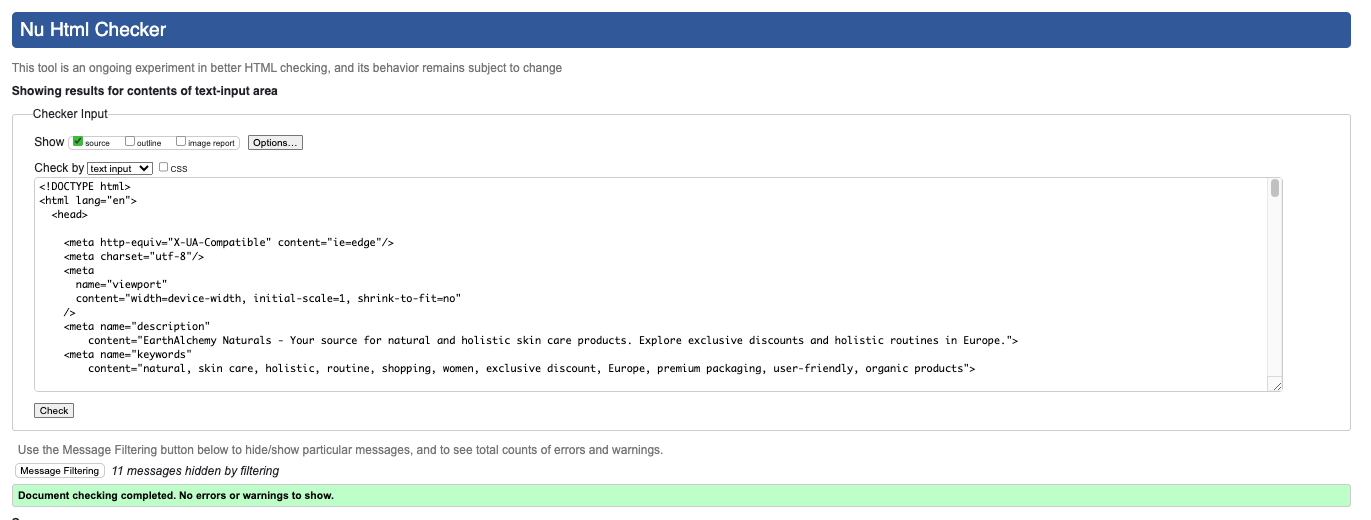 Nu Html Checker
This tool is an ongoing experiment in better HTML checking, and its behavior remains subject to change
Showing results for contents of text-input area
Checker Input
Show source outline image report Options...
Check by text input CSS
<!DOCTYPE html>
<html lang="en">
<head>
<meta http-equiv="X-UA-Compatible" content="ie=edge"/>
<meta charset="utf-8"/>
<meta
name="viewport"
content="width=device-width, initial-scale=1, shrink-to-fit=no"
/>
<meta name="description"
content="EarthAlchemy Naturals - Your source for natural and holistic skin care products. Explore exclusive discounts and holistic routines in Europe.">
<meta name="keywords"
content="natural, skin care, holistic, routine, shopping, women, exclusive discount, Europe, premium packaging, user-friendly, organic products">
Check
Use the Message Filtering button below to hide/show particular messages, and to see total counts of errors and warnings.
Message Filtering 11 messages hidden by filtering
Document checking completed. No errors or warnings to show.